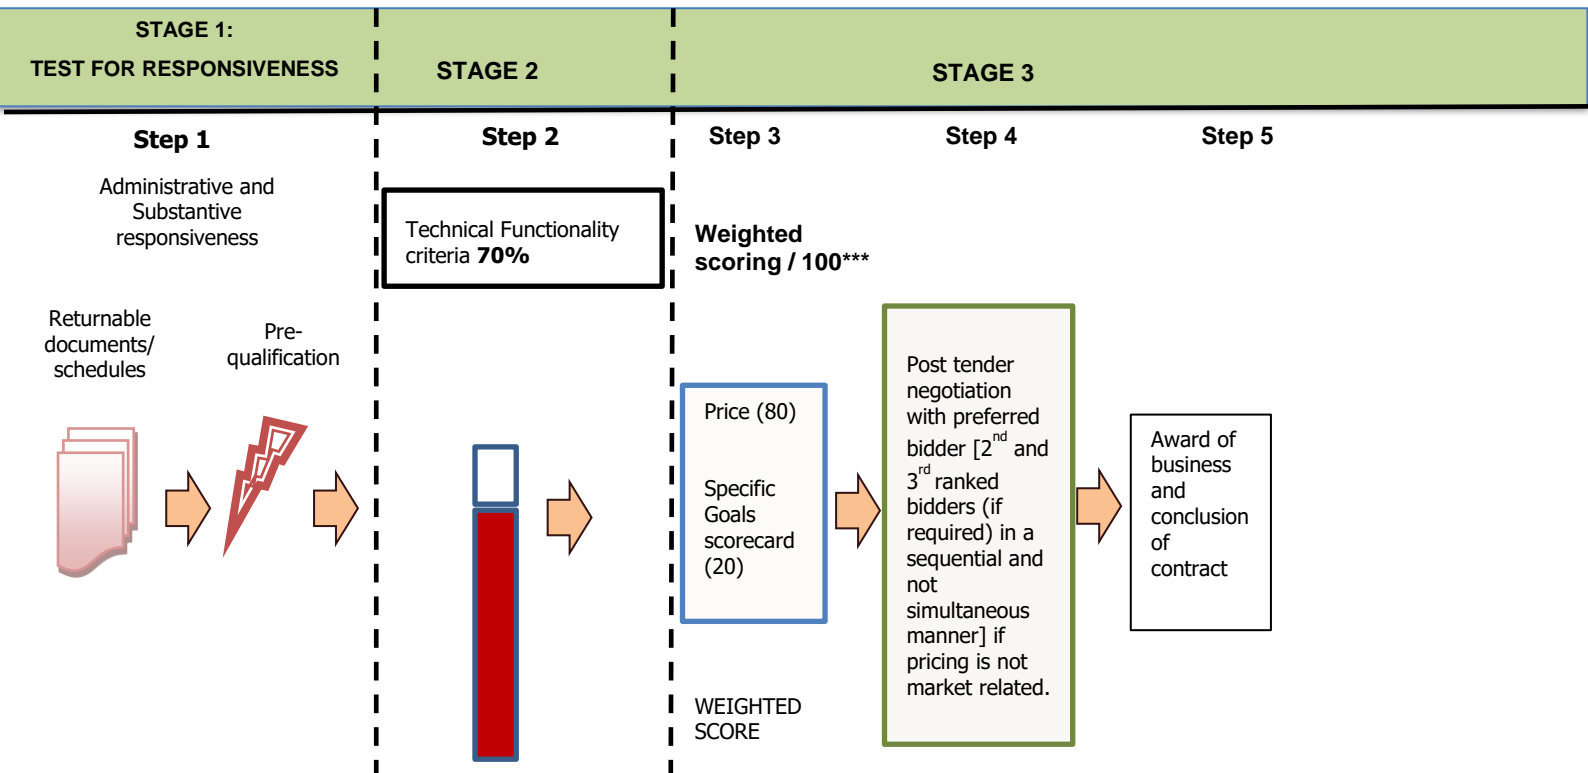 STAGE 1:
TEST FOR RESPONSIVENESS
STAGE 2
STAGE 3
Step 1
Step 2
Step 3
Step 4
Step 5
Administrative and
Substantive
responsiveness
Returnable
documents/
schedules
Pre-
qualification
Technical Functionality
criteria 70%
Weighted
scoring / 100***
Price (80)
Specific
Goals
scorecard
(20)
WEIGHTED
SCORE
Post tender
negotiation
with preferred
bidder [2nd and
3rd ranked
bidders (if
required) in a
sequential and
not
simultaneous
manner] if
pricing is not
market related.
Award of
business
and
conclusion
of
contract